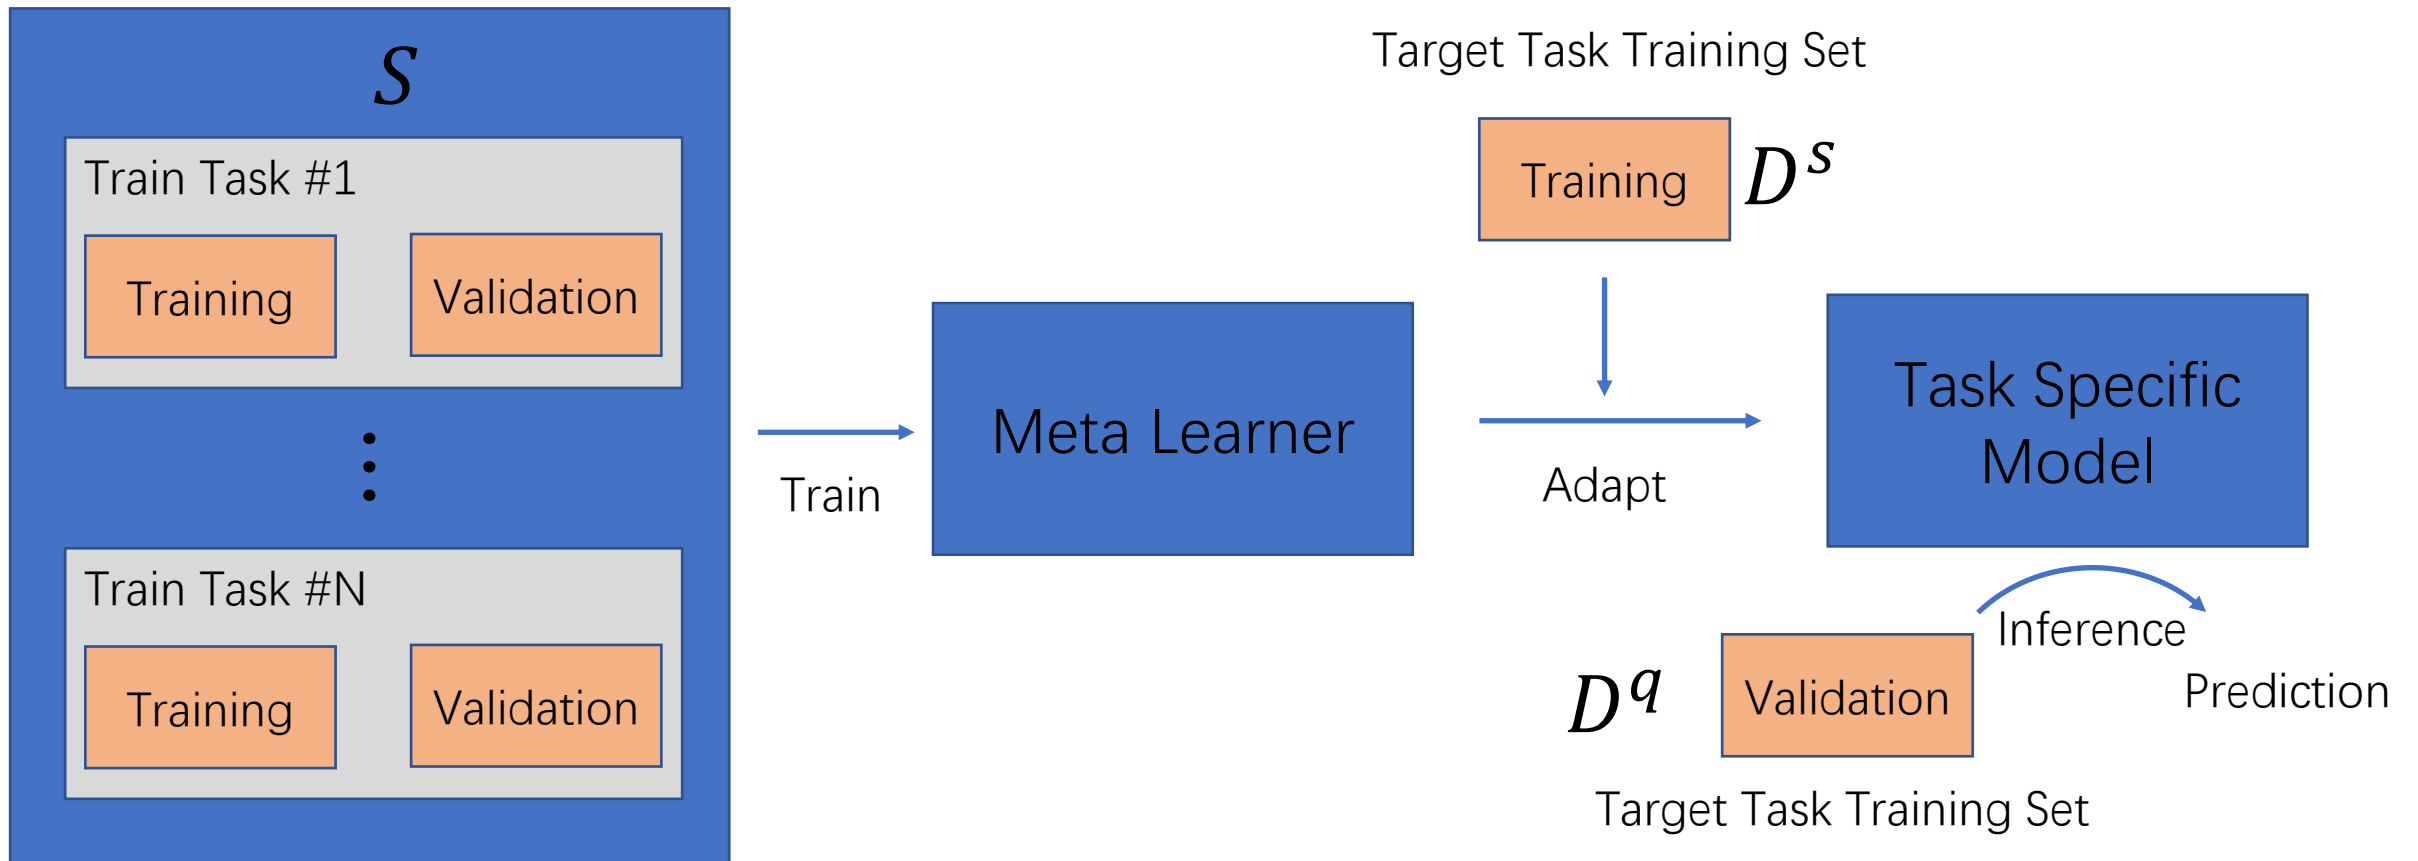 S
Train Task #1
Training
Validation
⋮
Train Task #N
Training
Validation
Train
Meta Learner
Target Task Training Set
Training
D^s
Adapt
Task Specific
Model
Inference
Prediction
D^q
Validation
Target Task Training Set